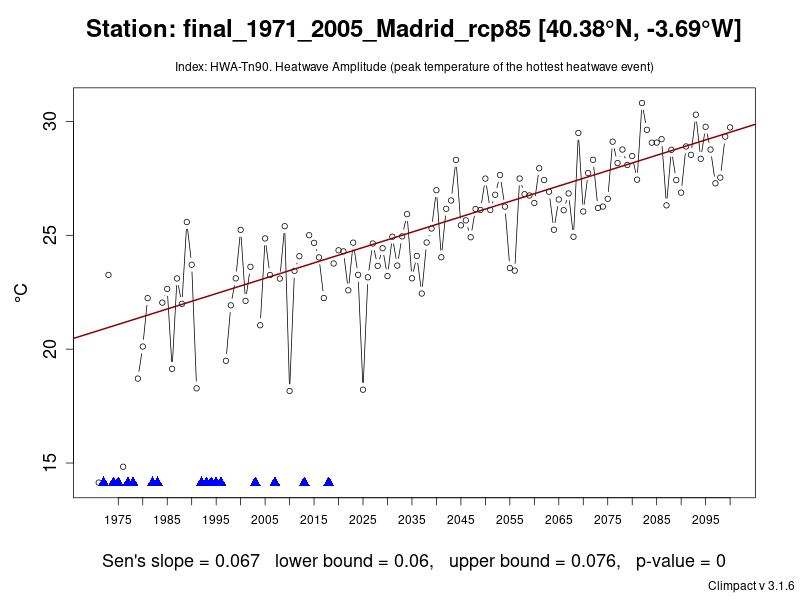 Station: final_1971_2005_Madrid_rcp85 [40.38°N, -3.69°W]
Index: HWA-Tn90. Heatwave Amplitude (peak temperature of the hottest heatwave event)
30
25
20
15
°C
1975 1985 1995 2005 2015 2025 2035 2045 2055 2065 2075 2085 2095
Sen's slope = 0.067 lower bound = 0.06, upper bound = 0.076, p-value = 0
Climpact v 3.1.6